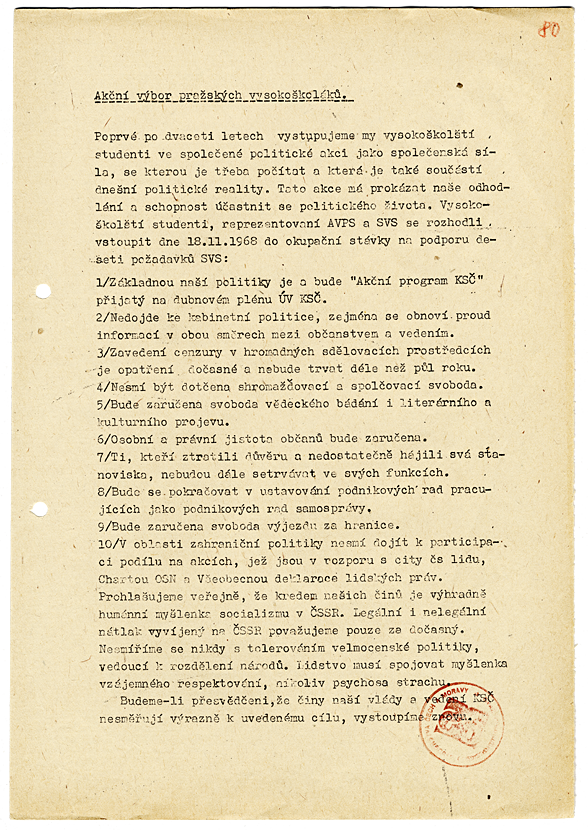 80
Akční výbor pražských vysokoškoláků.
Poprvé po dvaceti letech vystupujeme my vysokoškolští
studenti ve společené politické akci jako společenská sí-
la, se kterou je třeba počítat a která je také součástí
dnešní politické reality. Tato akce má prokázat naše odhod-
lání a schopnost účastnit se politického života. Vysoko-
školští studenti, reprezentovaní AVPS a SVS se rozhodli
vstoupit dne 18.11.1968 do okupační stávky na podporu de-
seti požadavků SVS:
1/Základnou naší politiky je a bude "Akční program KSČ"
přijatý na dubnovém plénu ÚV KSČ.
2/Nedojde ke kabinetní politice, zejména se obnoví proud
informací v obou směrech mezi občanstvem a vedením.
3/Zavedení cenzury v hromadných sdělovacích prostředcích
je opatření dočasné a nebude trvat déle než půl roku.
4/Nesmí být dotčena shromažďovací a spolčovací svoboda.
5/Bude zaručena svoboda vědeckého bádání i literárního a
kulturního projevu.
6/Osobní a právní jistota občanů bude zaručena.
7/Ti, kteří ztratili důvěru a nedostatečně hájili svá sta-
noviska, nebudou dále setrvávat ve svých funkcích.
8/Bude se pokračovat v ustavování podnikových rad pracu-
jících jako podnikových rad samosprávy.
9/Bude zaručena svoboda výjezdu za hranice.
10/V oblasti zahraniční politiky nesmí dojít k participa-
ci podílu na akcích, jež jsou v rozporu s city čs lidu,
Chartou OSN a Všeobecnou deklarací lidských práv.
Prohlašujeme veřejně, že kredem našich činů je výhradně
humánní myšlenka socializmu v ČSSR. Legální i nelegální
nátlak vyvíjený na ČSSR považujeme pouze za dočasný.
Nesmíříme se nikdy s tolerováním velmocenské politiky,
vedoucí k rozdělení národů. Lidstvo musí spojovat myšlenka
vzájemného respektování, nikoliv psychosa strachu.
Budeme-li přesvědčeni,že činy naší vlády a vedení KSČ
nesměřují výrazně k uvedenému cílu, vystoupíme znovu.